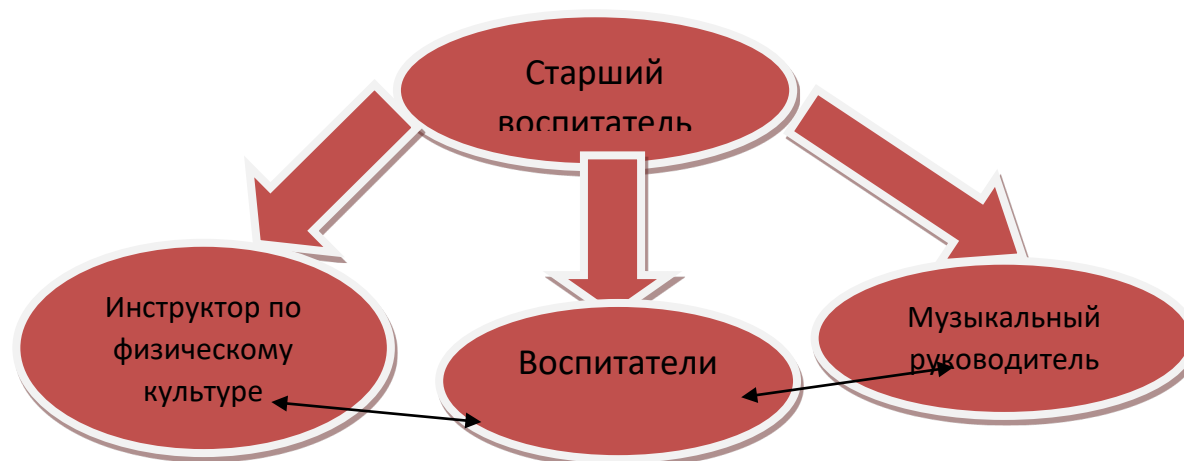 Старший
воспитатель
Инструктор по
физическому
культуре
Воспитатели
Музыкальный
руководитель